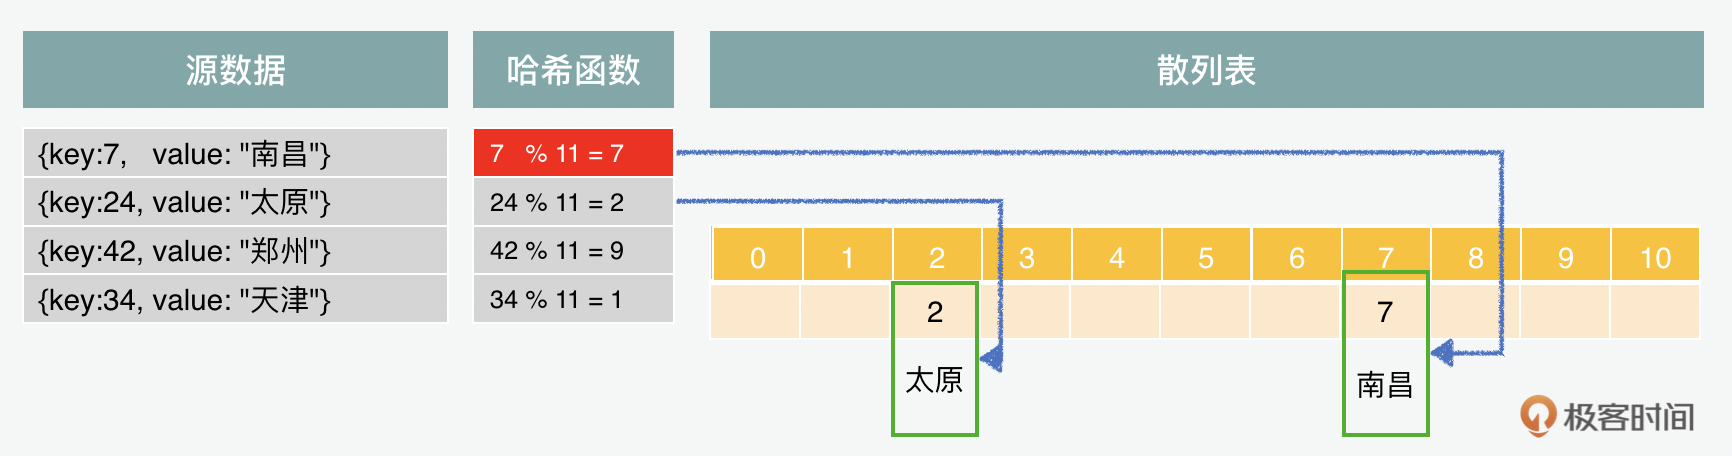 源数据 哈希函数 散列表
{key:7, value: "南昌"} 7 % 11 = 7
{key:24, value: "太原"} 24 % 11 = 2
{key:42, value: "郑州"} 42 % 11 = 9
{key:34, value: "天津"} 34 % 11 = 1
0 1 2 3 4 5 6 7 8 9 10
2 7
太原 南昌
极客时间